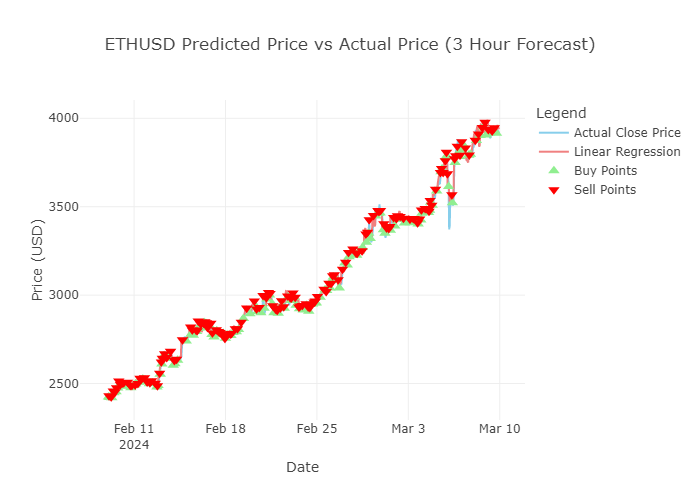 ETHUSD Predicted Price vs Actual Price (3 Hour Forecast)
Legend
Actual Close Price
Linear Regression
Buy Points
Sell Points
Price (USD)
4000
3500
3000
2500
Feb 11
2024
Feb 18
Feb 25
Mar 3
Mar 10
Date